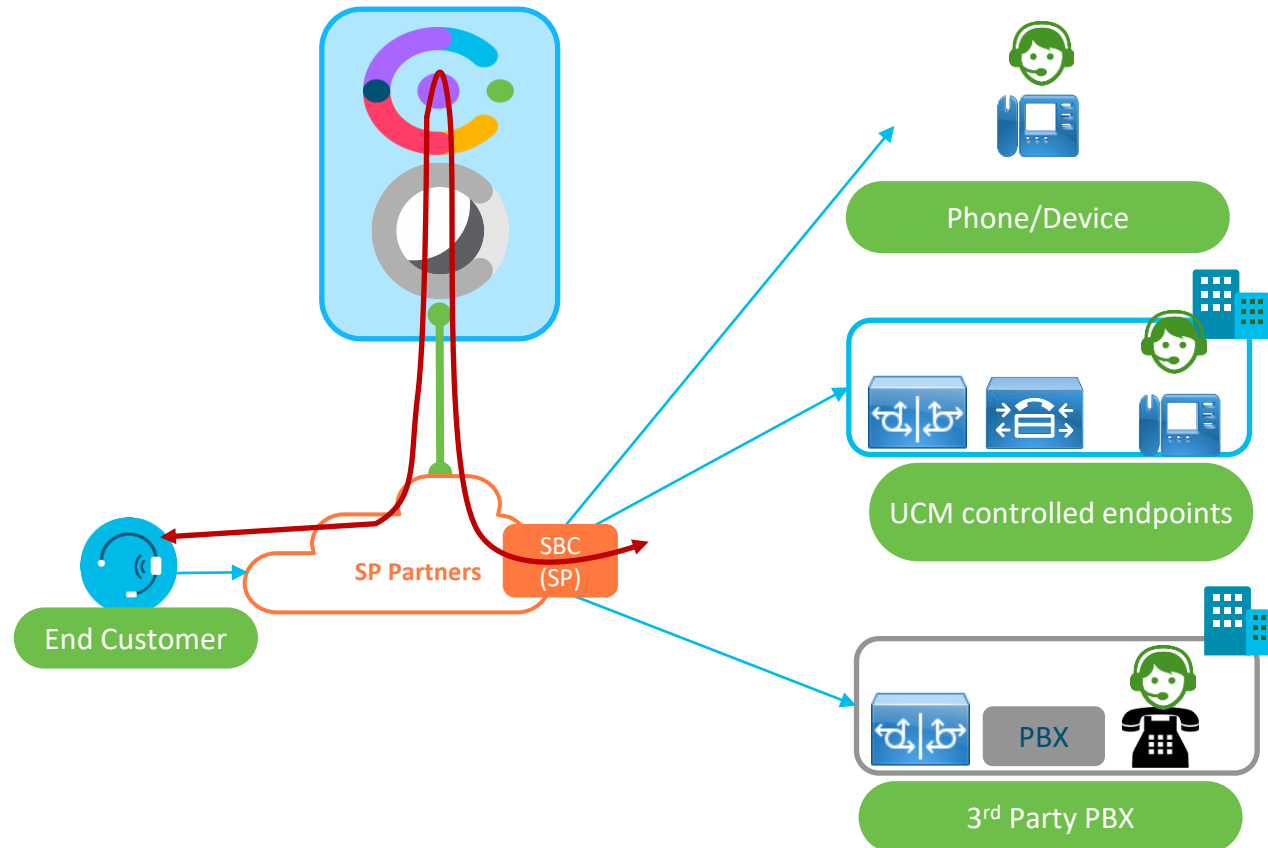 Phone/Device
UCM controlled endpoints
SP Partners
SBC
(SP)
End Customer
PBX
3rd Party PBX